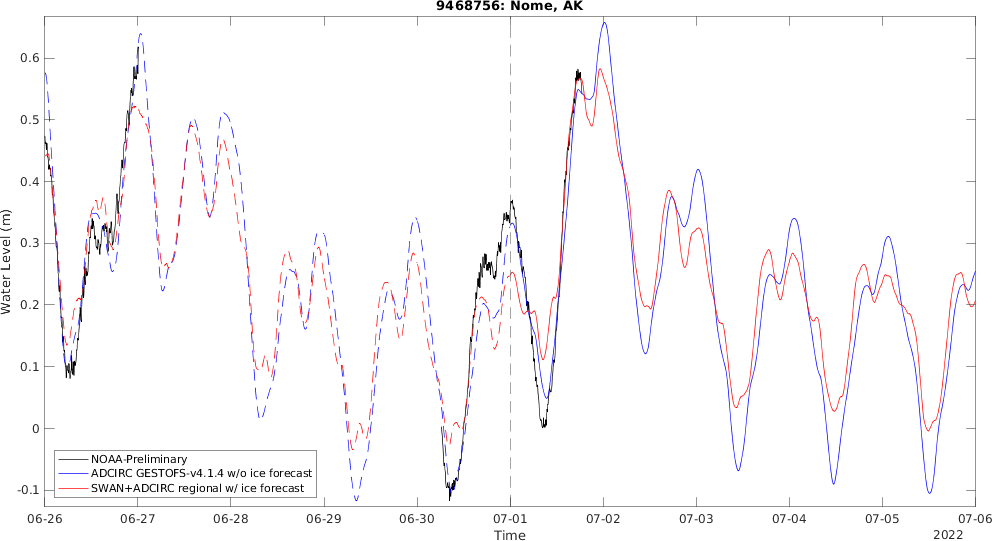 9468756: Nome, AK
Water Level (m)
0.6
0.5
0.4
0.3
0.2
0.1
0
-0.1
NOAA-Preliminary
ADCIRC GESTOFS-v4.1.4 w/o ice forecast
SWAN+ADCIRC regional w/ ice forecast
06-26 06-27 06-28 06-29 06-30 07-01 07-02 07-03 07-04 07-05 07-06
Time
2022